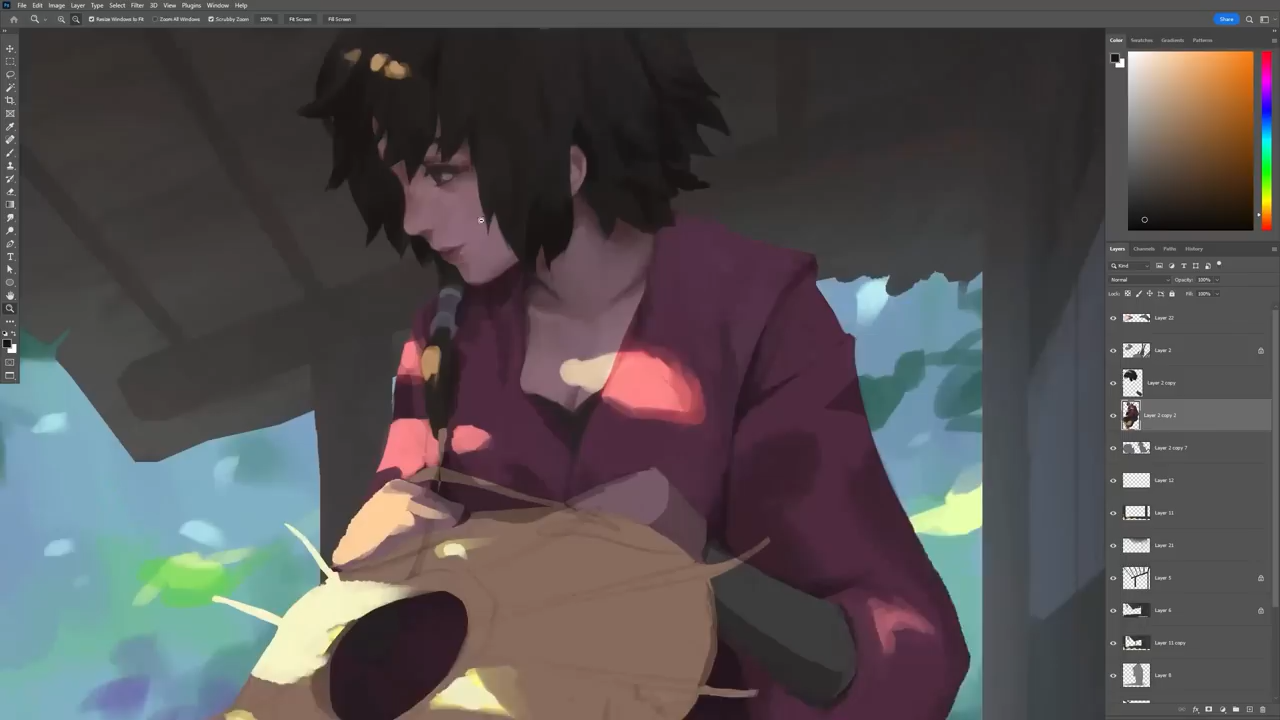 Ps File Edit Image Layer Type Select Filter 3D View Plugins Window Help
Resize Windows to Fit Zoom All Windows Scrubby Zoom 100% Fit Screen Fill Screen Share
Color Swatches Gradients Patterns
Layers Channels Paths History
Kind
Normal Opacity: 100%
Lock: Fill: 100%
Layer 22
Layer 2
Layer 2 copy
Layer 2 copy 2
Layer 2 copy 7
Layer 12
Layer 11
Layer 21
Layer 5
Layer 6
Layer 11 copy
Layer 8
fx